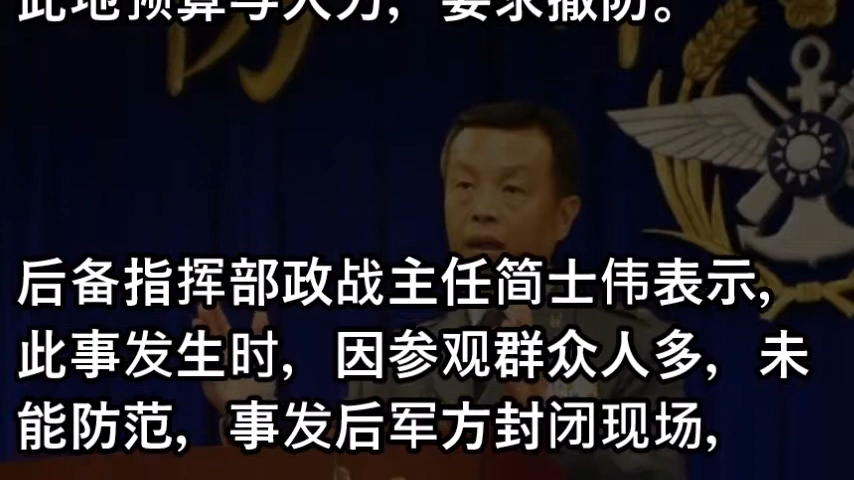 此地预算与人力，要求撤防。
后备指挥部政战主任简士伟表示,
此事发生时，因参观群众人多，未
能防范，事发后军方封闭现场,